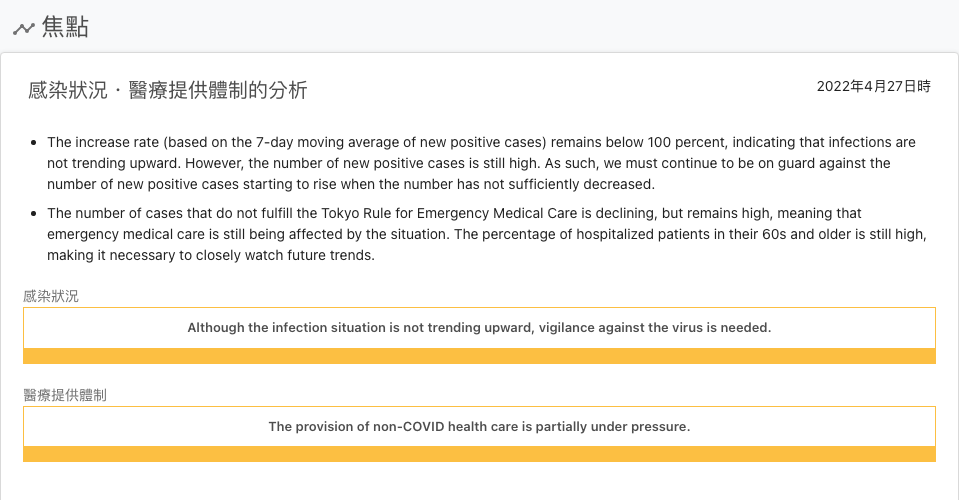 焦點
感染狀況・醫療提供體制的分析
2022年4月27日時
The increase rate (based on the 7-day moving average of new positive cases) remains below 100 percent, indicating that infections are
not trending upward. However, the number of new positive cases is still high. As such, we must continue to be on guard against the
number of new positive cases starting to rise when the number has not sufficiently decreased.
The number of cases that do not fulfill the Tokyo Rule for Emergency Medical Care is declining, but remains high, meaning that
emergency medical care is still being affected by the situation. The percentage of hospitalized patients in their 60s and older is still high,
making it necessary to closely watch future trends.
感染狀況
Although the infection situation is not trending upward, vigilance against the virus is needed.
醫療提供體制
The provision of non-COVID health care is partially under pressure.